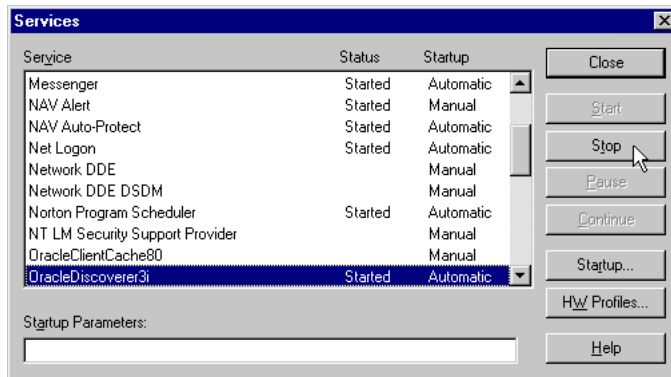 Services
Service Status Startup
Messenger Started Automatic
NAV Alert Started Manual
NAV Auto-Protect Started Automatic
Net Logon Started Automatic
Network DDE Manual
Network DDE DSDM Manual
Norton Program Scheduler Started Automatic
NT LM Security Support Provider Manual
OracleClientCache80 Manual
OracleDiscoverer3i Started Automatic
Startup Parameters:
Close
Start
Stop
Pause
Continue
Startup...
HW Profiles...
Help